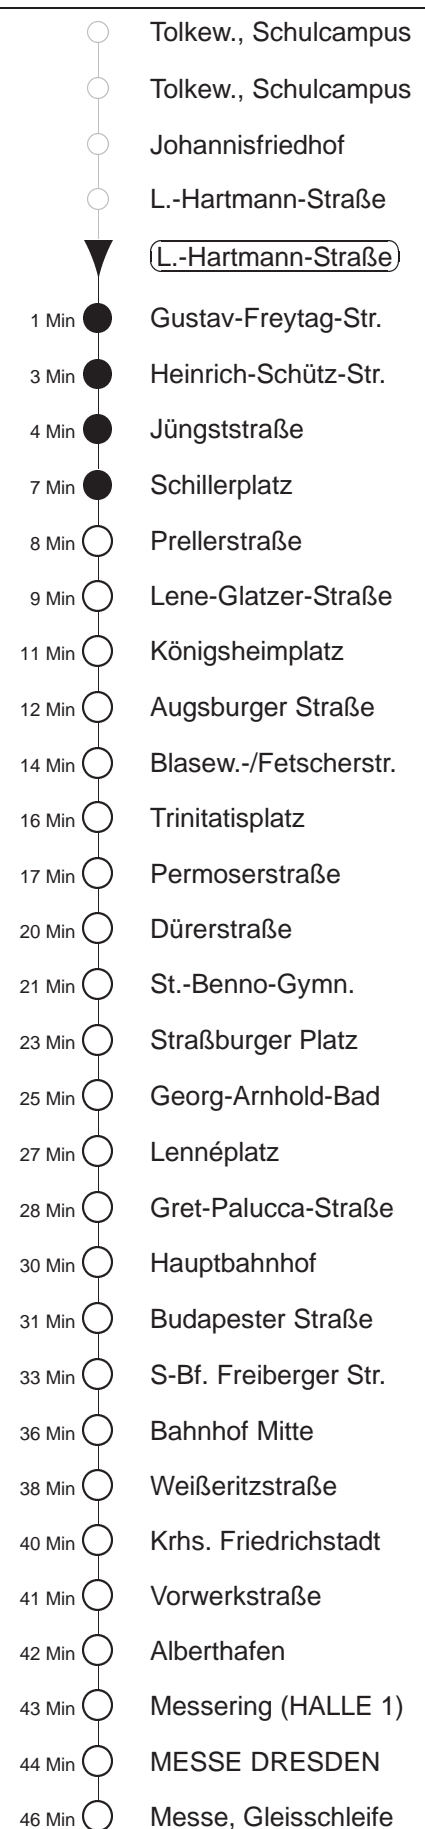 Tolkew., Schulcampus
Tolkew., Schulcampus
Johannisfriedhof
L.-Hartmann-Straße
L.-Hartmann-Straße
1 Min Gustav-Freytag-Str.
3 Min Heinrich-Schütz-Str.
4 Min Jüngststraße
7 Min Schillerplatz
8 Min Prellerstraße
9 Min Lene-Glatzer-Straße
11 Min Königsheimplatz
12 Min Augsburger Straße
14 Min Blasew.-/Fetscherstr.
16 Min Trinitatisplatz
17 Min Permoserstraße
20 Min Dürerstraße
21 Min St.-Benno-Gymn.
23 Min Straßburger Platz
25 Min Georg-Arnhold-Bad
27 Min Lennéplatz
28 Min Gret-Palucca-Straße
30 Min Hauptbahnhof
31 Min Budapester Straße
33 Min S-Bf. Freiberger Str.
36 Min Bahnhof Mitte
38 Min Weißeritzstraße
40 Min Krhs. Friedrichstadt
41 Min Vorwerkstraße
42 Min Alberthafen
43 Min Messering (HALLE 1)
44 Min MESSE DRESDEN
46 Min Messe, Gleisschleife